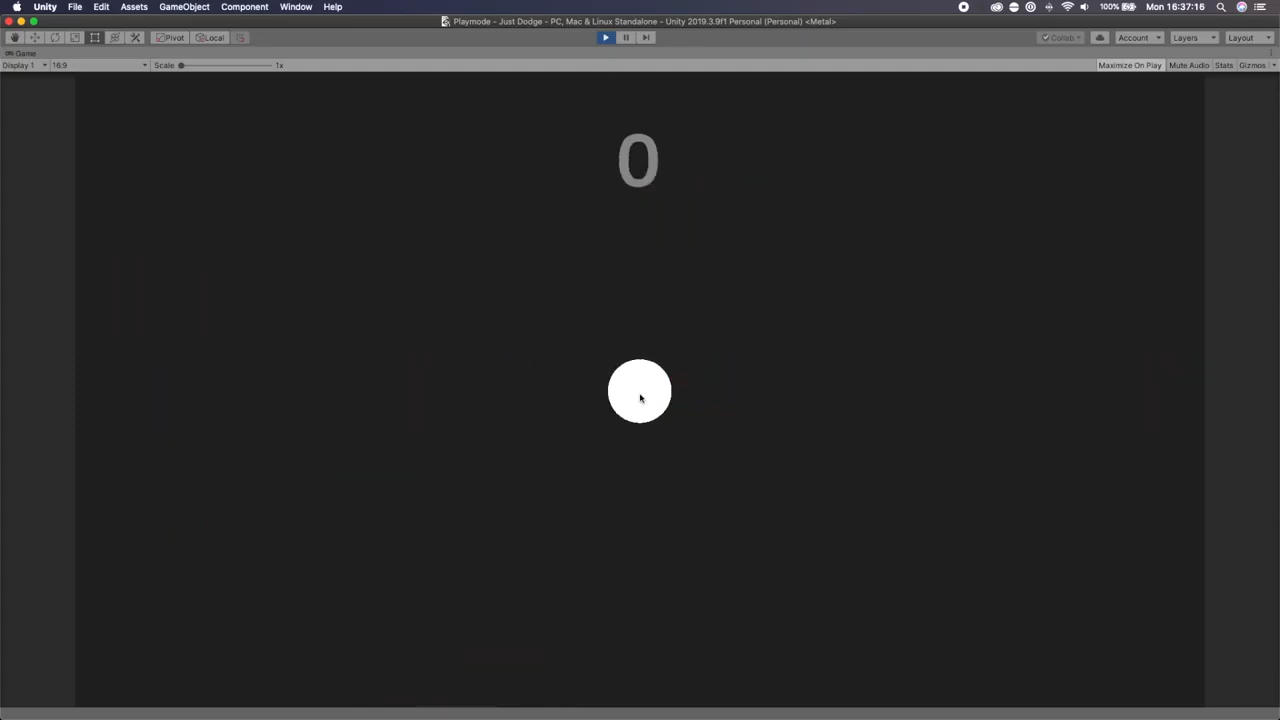 Unity File Edit Assets GameObject Component Window Help 100% Mon 16:37:16
Playmode - Just Dodge - PC, Mac & Linux Standalone - Unity 2019.3.9f1 Personal (Personal) <Metal>
Pivot Local Collab Account Layers Layout
Game
Display 1 16:9 Scale 1x Maximize On Play Mute Audio Stats Gizmos
0